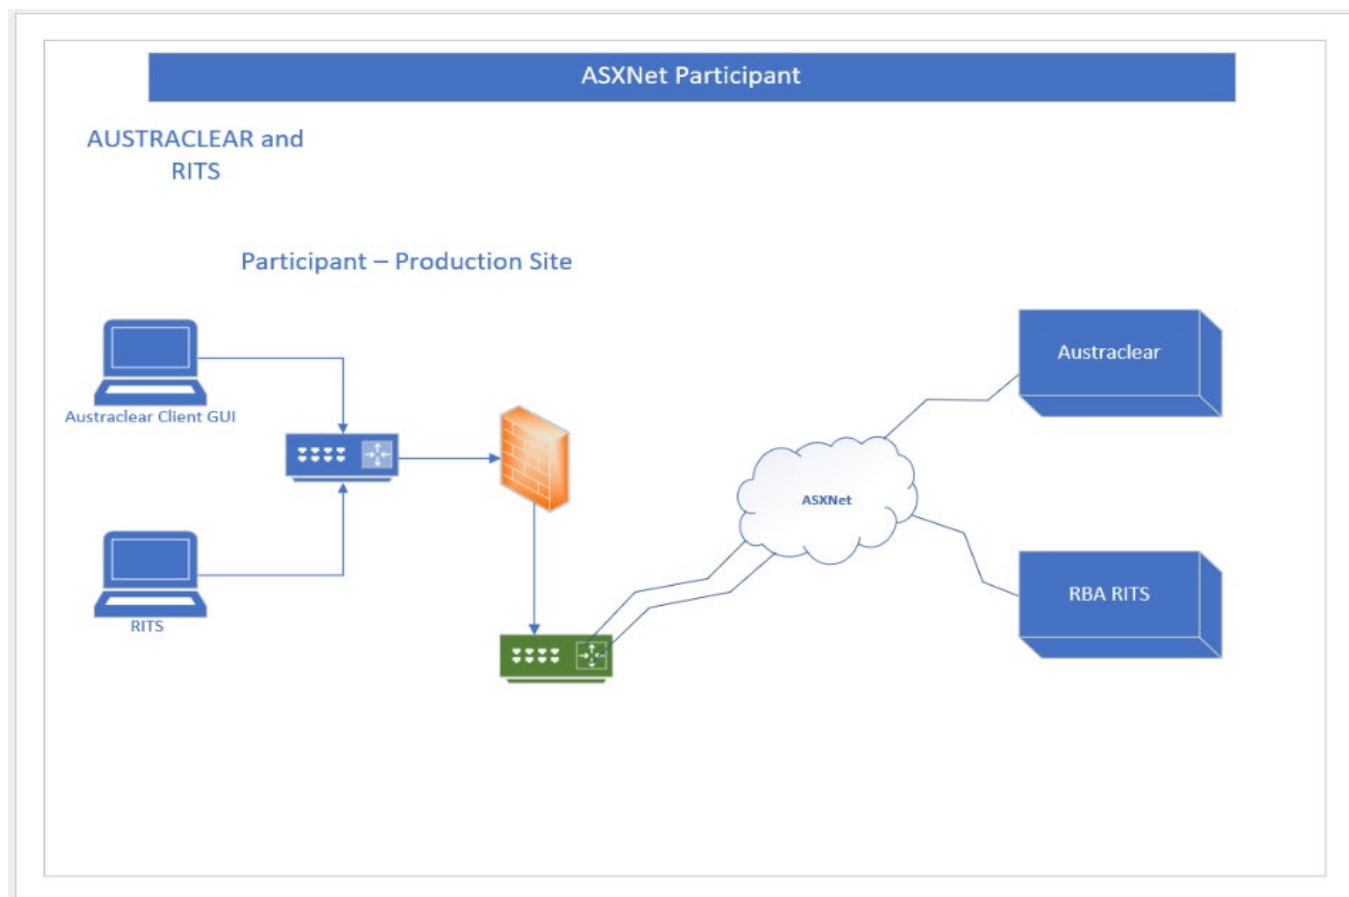 ASXNet Participant
AUSTRACLEAR and
RITS
Participant – Production Site
Austraclear Client GUI
RITS
ASXNet
Austraclear
RBA RITS